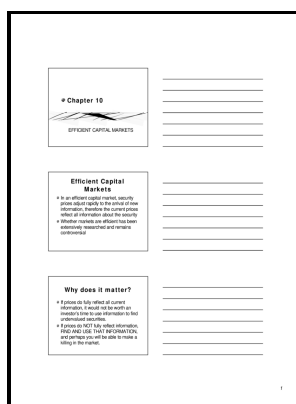 Chapter 10
EFFICIENT CAPITAL MARKETS
Efficient Capital
Markets
In an efficient capital market, security
prices adjust rapidly to the arrival of new
information, therefore the current prices
reflect all information about the security
Whether markets are efficient has been
extensively researched and remains
controversial
Why does it matter?
If prices do fully reflect all current
information, it would not be worth an
investor's time to use information to find
undervalued securities.
If prices do NOT fully reflect information,
FIND AND USE THAT INFORMATION,
and perhaps you will be able to make a
killing in the market.
1